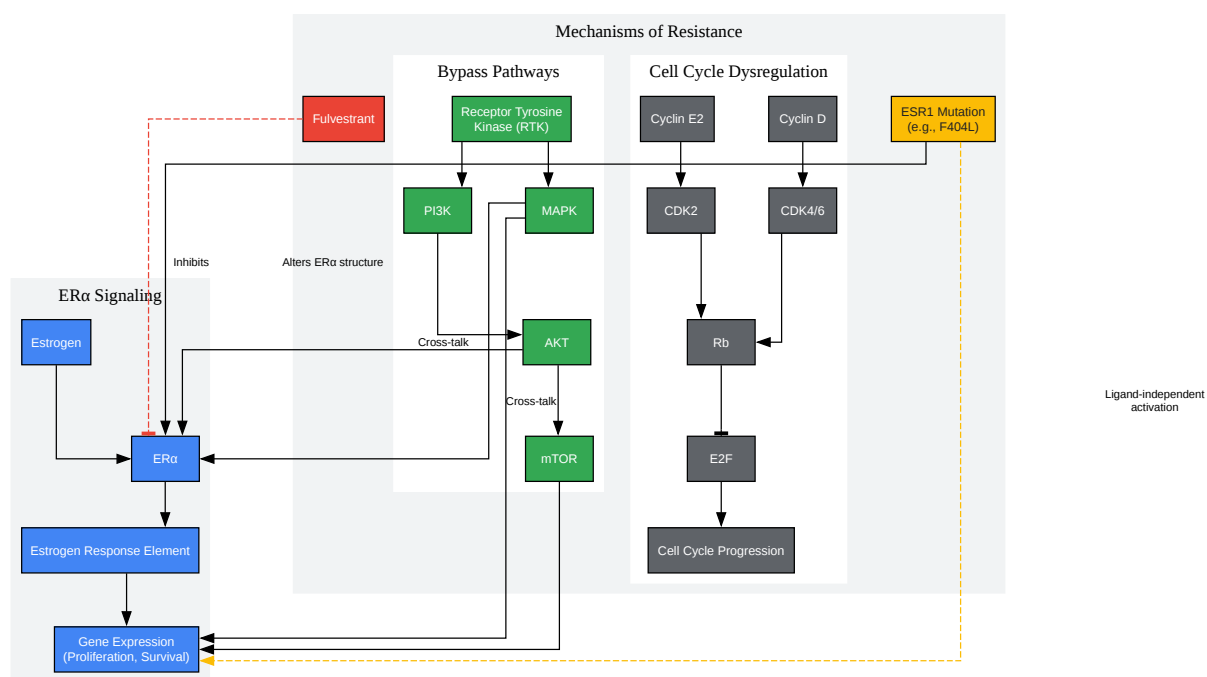 Mechanisms of Resistance
Bypass Pathways
Cell Cycle Dysregulation
Fulvestrant
Receptor Tyrosine
Kinase (RTK)
Cyclin E2
Cyclin D
ESR1 Mutation
(e.g., F404L)
PI3K
MAPK
CDK2
CDK4/6
Inhibits
Alters ERα structure
ERα Signaling
Estrogen
Cross-talk
AKT
Rb
Cross-talk
Ligand-independent
activation
ERα
mTOR
E2F
Estrogen Response Element
Cell Cycle Progression
Gene Expression
(Proliferation, Survival)